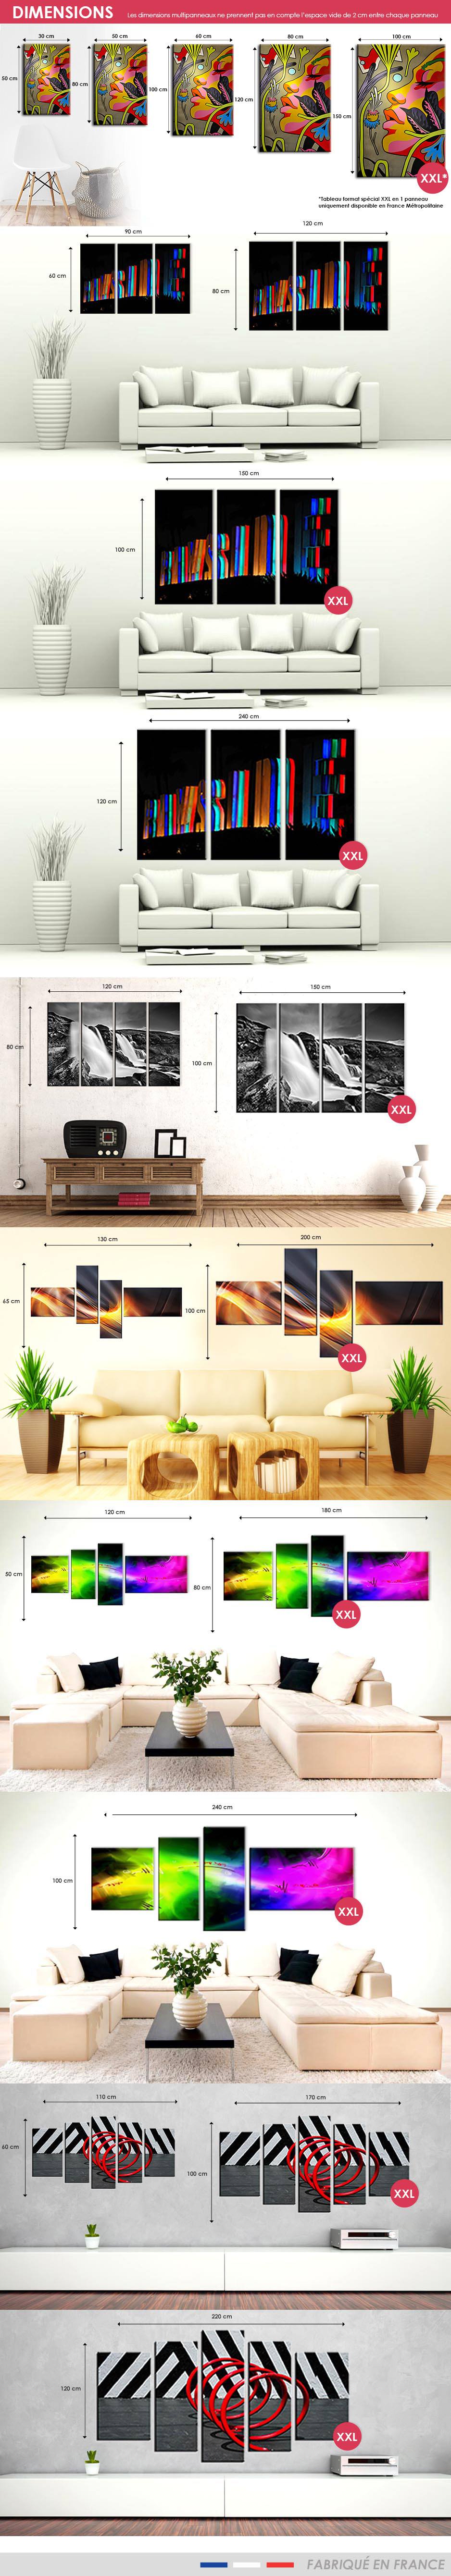 DIMENSIONS Les dimensions multipanneaux ne prennent pas en compte l'espace vide de 2 cm entre chaque panneau
30 cm
50 cm
60 cm
80 cm
100 cm
50 cm
80 cm
100 cm
120 cm
150 cm
XXL*
*Tableau format spécial XXL en 1 panneau
uniquement disponible en France Métropolitaine
90 cm
120 cm
60 cm
80 cm
150 cm
100 cm
XXL
240 cm
120 cm
XXL
120 cm
150 cm
80 cm
100 cm
XXL
130 cm
200 cm
65 cm
100 cm
XXL
120 cm
180 cm
50 cm
80 cm
XXL
240 cm
100 cm
XXL
110 cm
170 cm
60 cm
100 cm
XXL
220 cm
120 cm
XXL
FABRIQUÉ EN FRANCE